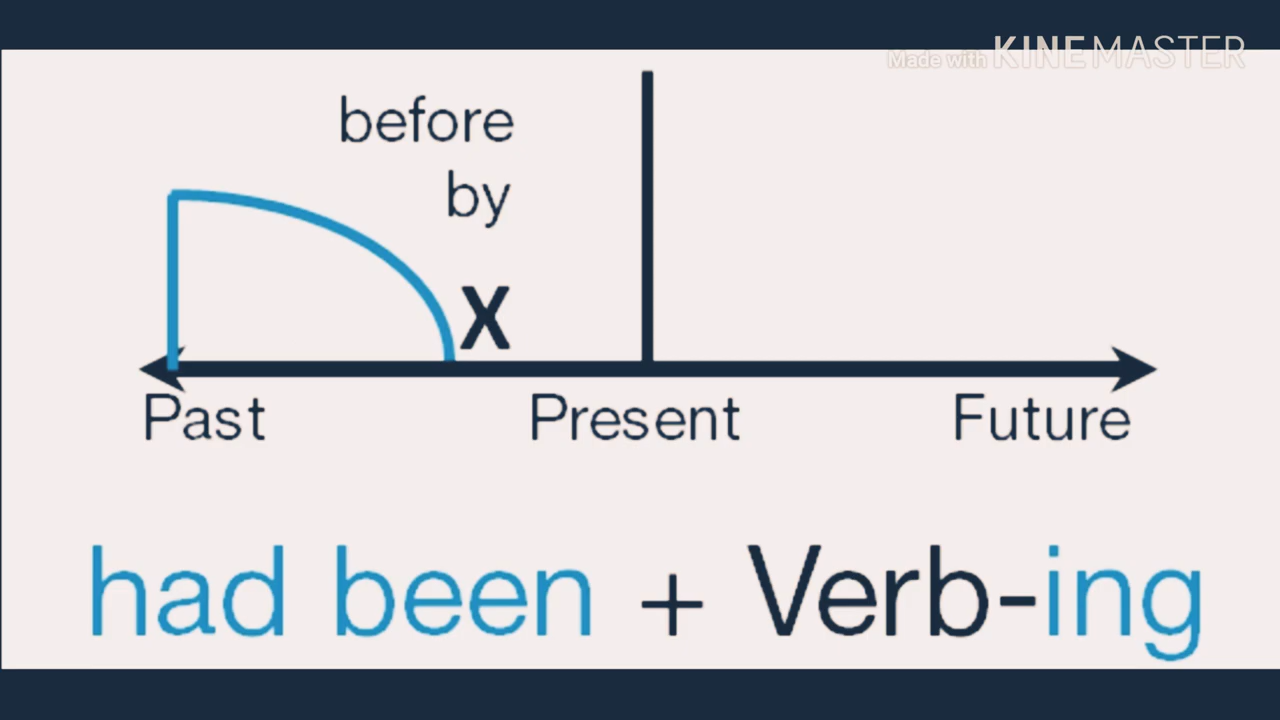 Made with KINEMASTER
before
by
X
Past Present Future
had been + Verb-ing